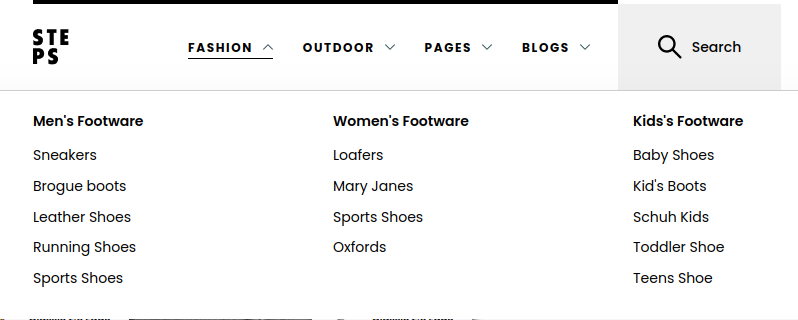 STE
PS
FASHION OUTDOOR PAGES BLOGS Search
Men's Footware Women's Footware Kid's Footware
Sneakers Loafers Baby Shoes
Brogue boots Mary Janes Kid's Boots
Leather Shoes Sports Shoes Schuh Kids
Running Shoes Oxfords Toddler Shoe
Sports Shoes Teens Shoe